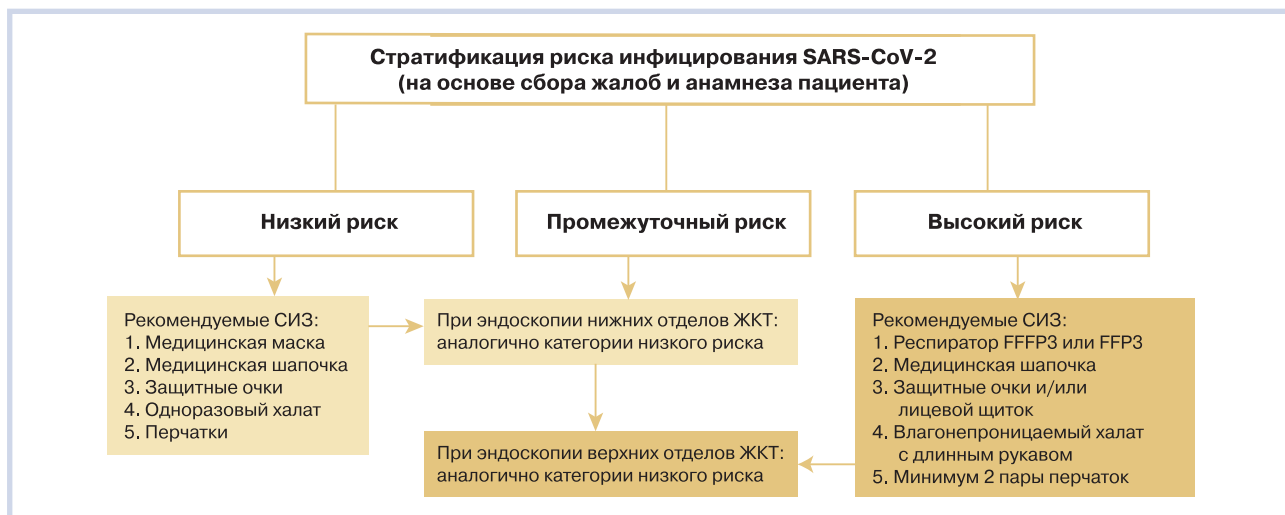 Стратификация риска инфицирования SARS-CoV-2
(на основе сбора жалоб и анамнеза пациента)
Низкий риск
Промежуточный риск
Высокий риск
Рекомендуемые СИЗ:
1. Медицинская маска
2. Медицинская шапочка
3. Защитные очки
4. Одноразовый халат
5. Перчатки
При эндоскопии нижних отделов ЖКТ:
аналогично категории низкого риска
При эндоскопии верхних отделов ЖКТ:
аналогично категории низкого риска
Рекомендуемые СИЗ:
1. Респиратор FFFP3 или FFP3
2. Медицинская шапочка
3. Защитные очки и/или
лицевой щиток
4. Влагонепроницаемый халат
с длинным рукавом
5. Минимум 2 пары перчаток